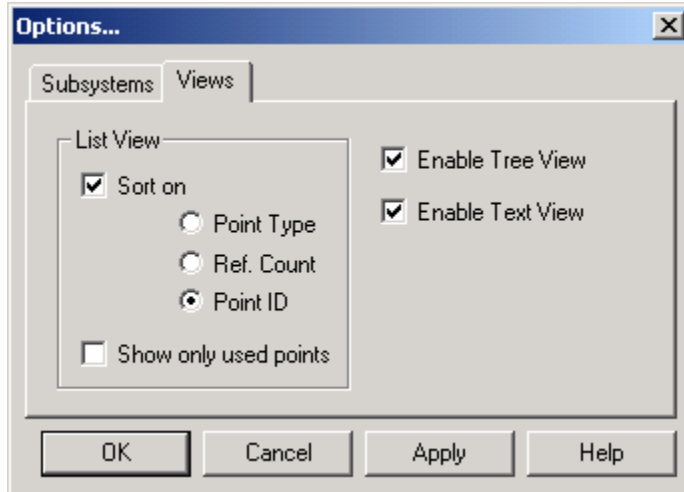 Options...
Subsystems Views
List View
Sort on
Point Type
Ref. Count
Point ID
Show only used points
Enable Tree View
Enable Text View
OK Cancel Apply Help